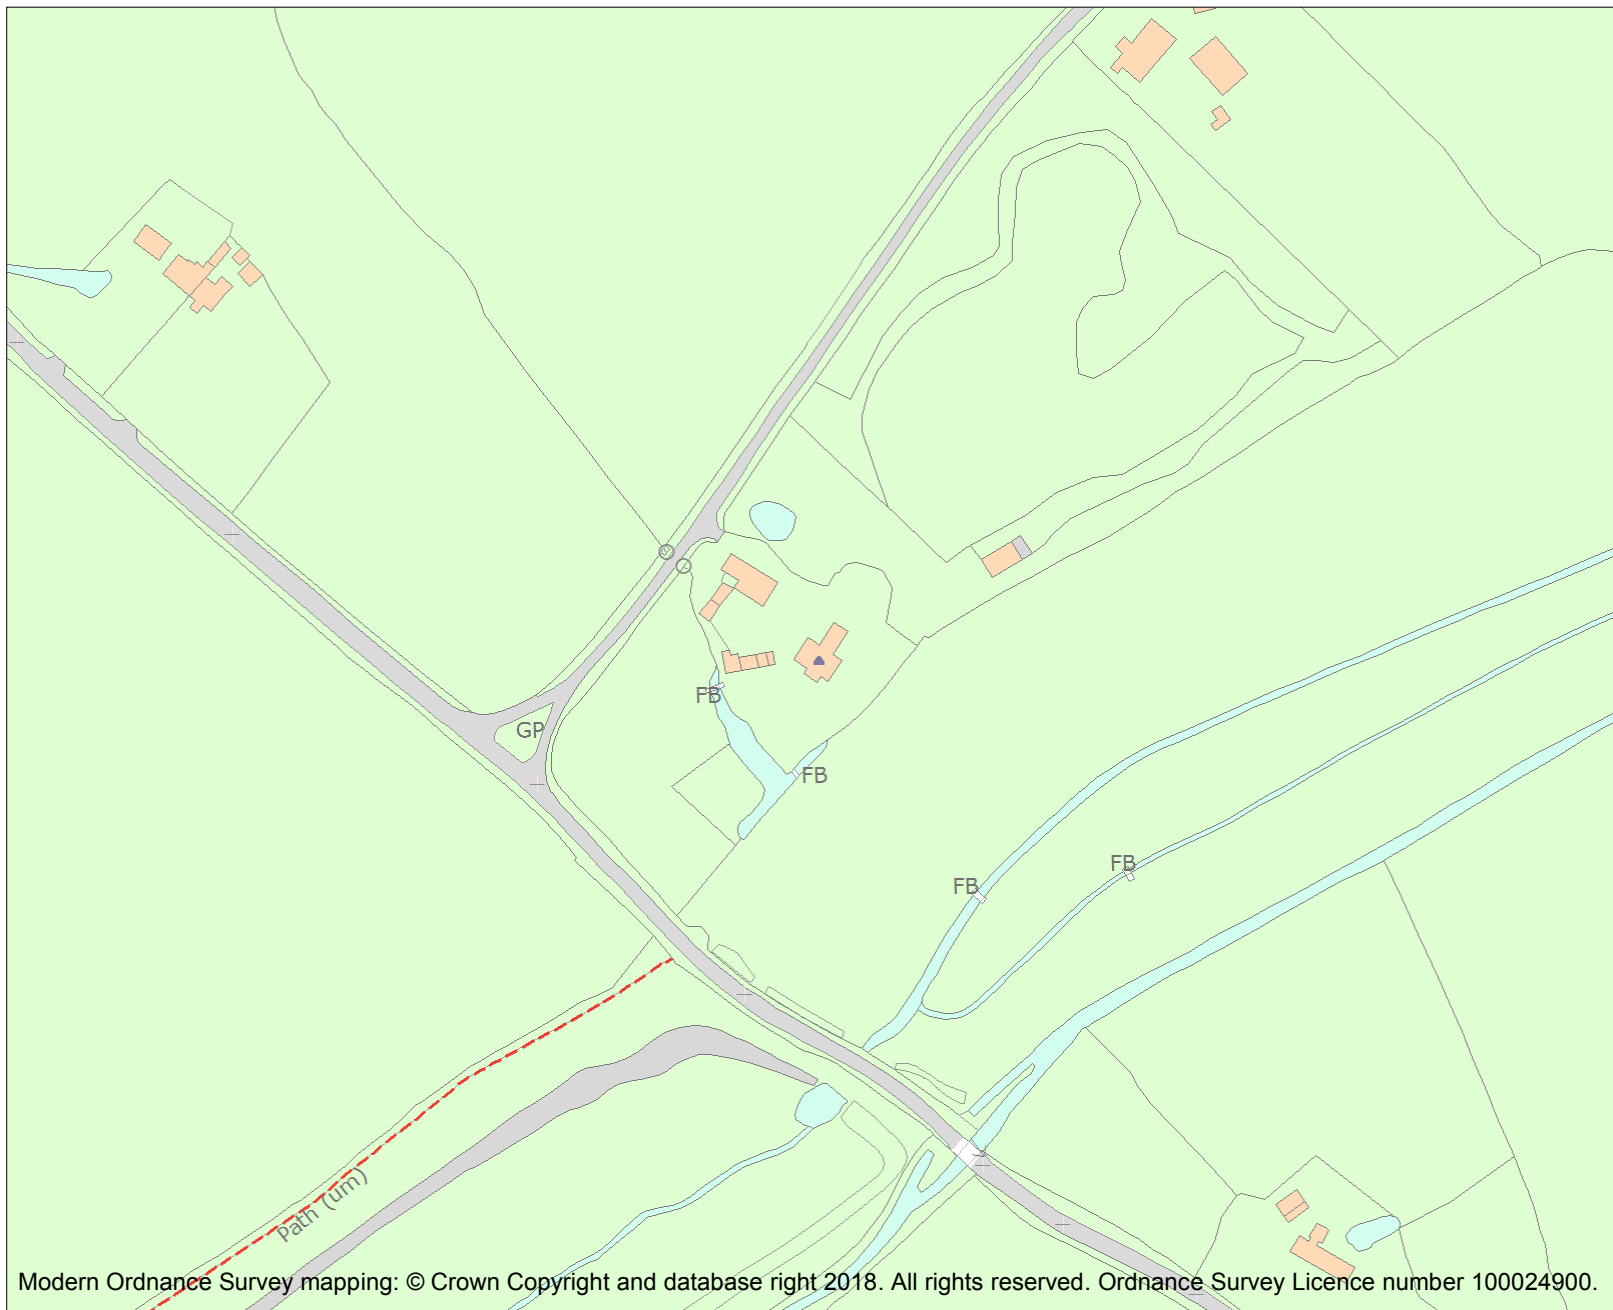 FB
GP
FB
FB
FB
Path (um)
Modern Ordnance Survey mapping: © Crown Copyright and database right 2018. All rights reserved. Ordnance Survey Licence number 100024900.